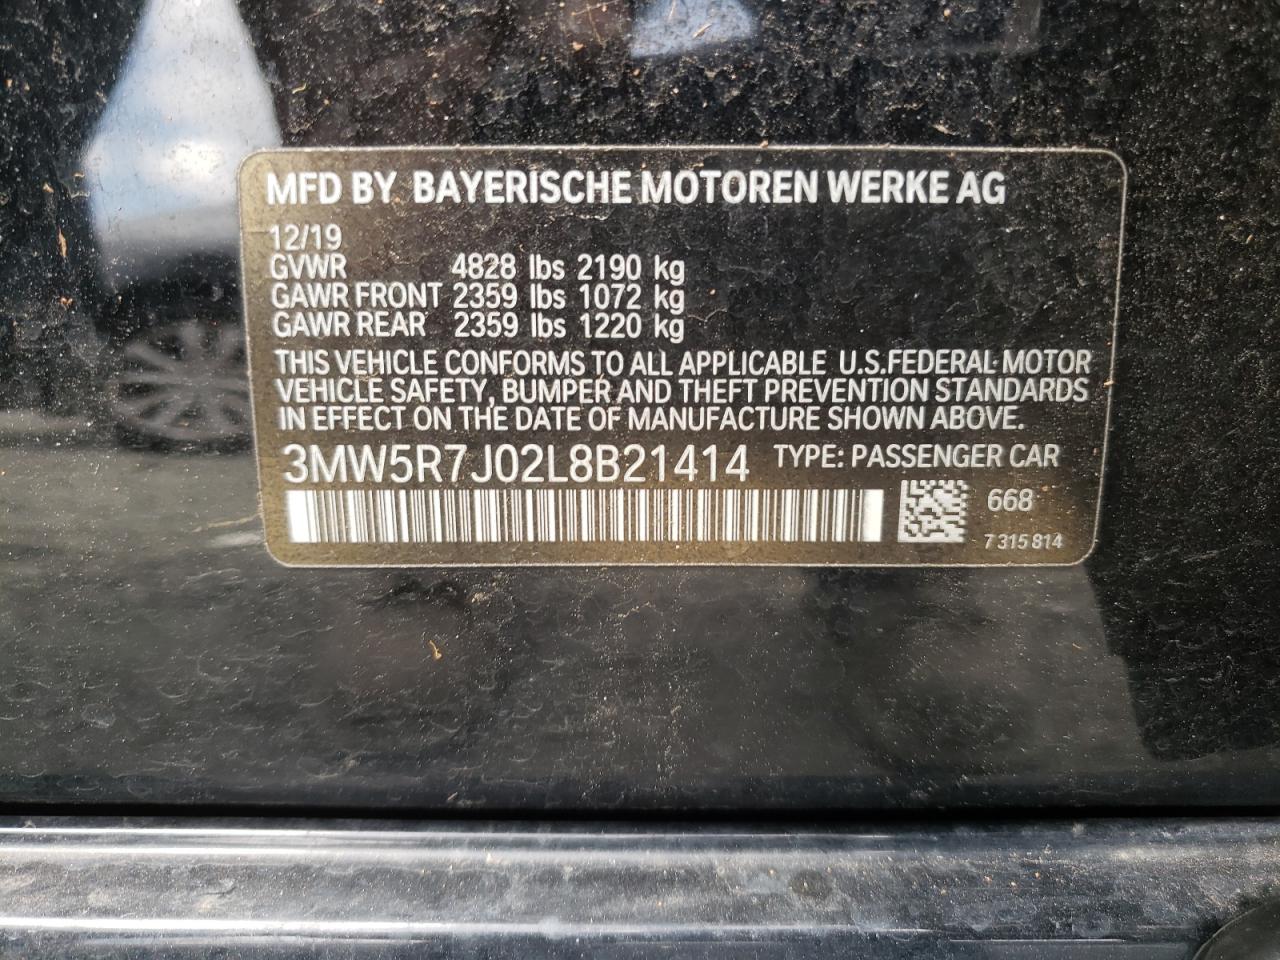 MFD BY BAYERISCHE MOTOREN WERKE AG
12/19
GVWR 4828 lbs 2190 kg
GAWR FRONT 2359 lbs 1072 kg
GAWR REAR 2359 lbs 1220 kg
THIS VEHICLE CONFORMS TO ALL APPLICABLE U.S.FEDERAL MOTOR
VEHICLE SAFETY, BUMPER AND THEFT PREVENTION STANDARDS
IN EFFECT ON THE DATE OF MANUFACTURE SHOWN ABOVE.
3MW5R7J02L8B21414 TYPE: PASSENGER CAR
668
7 315 814